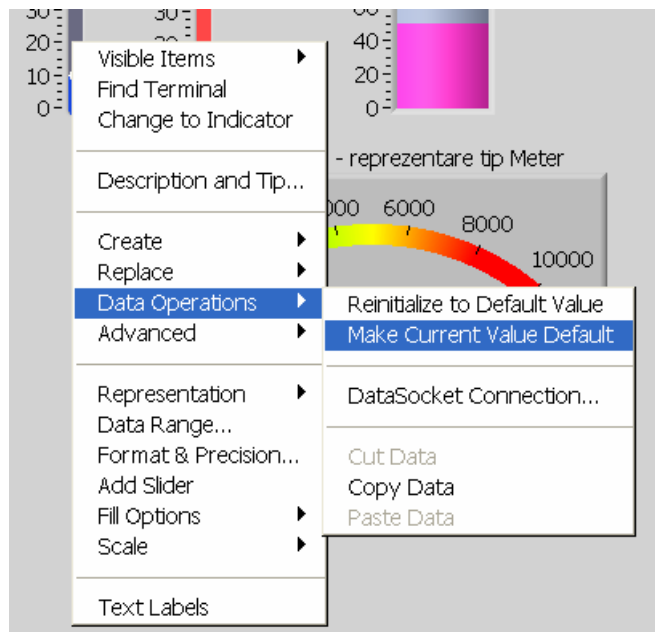 30 30 60
20 20 40
10 20
0 0
Visible Items
Find Terminal
Change to Indicator
Description and Tip...
- reprezentare tip Meter
000 6000 8000 10000
Create
Replace
Data Operations
Advanced
Reinitialize to Default Value
Make Current Value Default
DataSocket Connection...
Cut Data
Copy Data
Paste Data
Representation
Data Range...
Format & Precision...
Add Slider
Fill Options
Scale
Text Labels